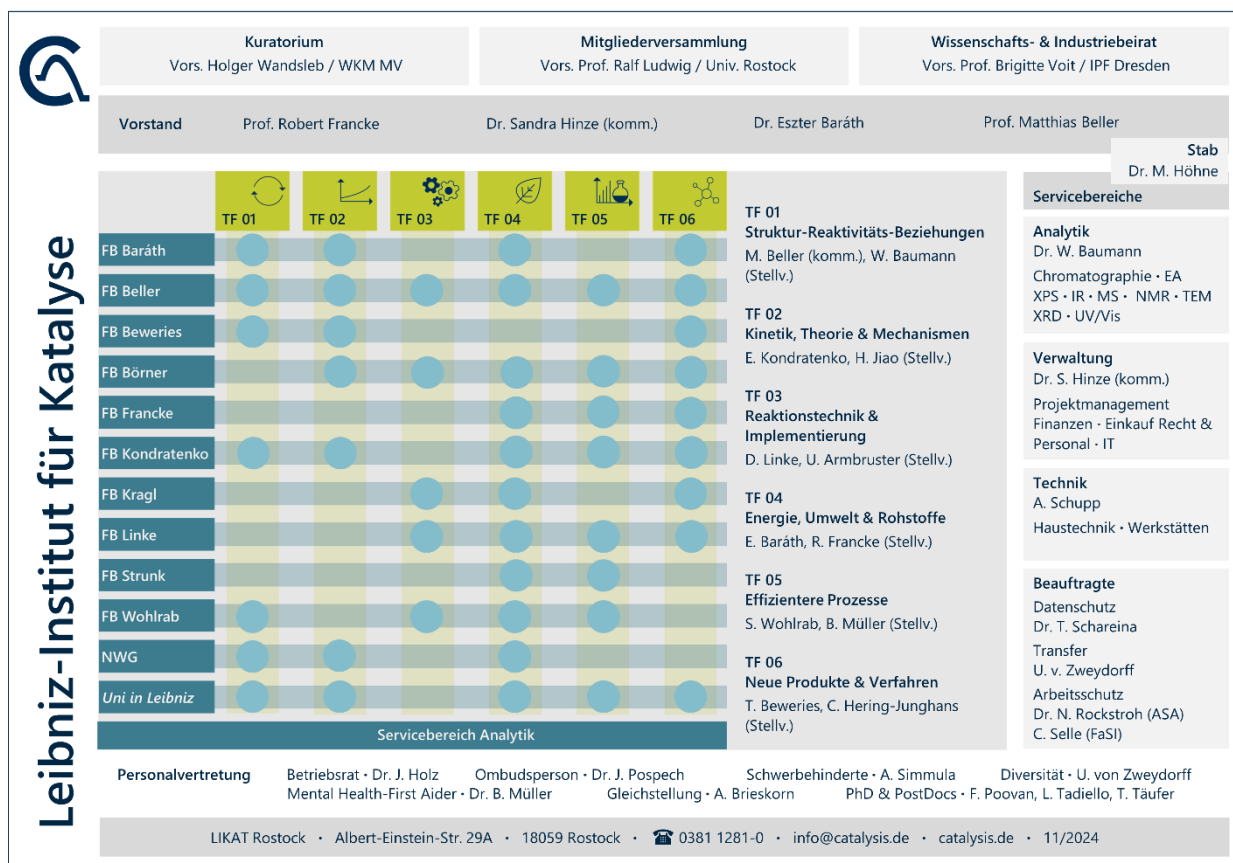 Leibniz-Institut für Katalyse
Kuratorium
Vors. Holger Wandsleb / WKM MV
Mitgliederversammlung
Vors. Prof. Ralf Ludwig / Univ. Rostock
Wissenschafts- & Industriebeirat
Vors. Prof. Brigitte Voit / IPF Dresden
Vorstand
Prof. Robert Francke
Dr. Sandra Hinze (komm.)
Dr. Eszter Baráth
Prof. Matthias Beller
Stab
Dr. M. Höhne
TF 01
TF 02
TF 03
TF 04
TF 05
TF 06
FB Baráth
FB Beller
FB Beweries
FB Börner
FB Francke
FB Kondratenko
FB Kragl
FB Linke
FB Strunk
FB Wohlrab
NWG
Uni in Leibniz
Servicebereich Analytik
TF 01
Struktur-Reaktivitäts-Beziehungen
M. Beller (komm.), W. Baumann
(Stellv.)
TF 02
Kinetik, Theorie & Mechanismen
E. Kondratenko, H. Jiao (Stellv.)
TF 03
Reaktionstechnik &
Implementierung
D. Linke, U. Armbruster (Stellv.)
TF 04
Energie, Umwelt & Rohstoffe
E. Baráth, R. Francke (Stellv.)
TF 05
Effizientere Prozesse
S. Wohlrab, B. Müller (Stellv.)
TF 06
Neue Produkte & Verfahren
T. Beweries, C. Hering-Junghans
(Stellv.)
Servicebereiche
Analytik
Dr. W. Baumann
Chromatographie · EA
XPS · IR · MS · NMR · TEM
XRD · UV/Vis
Verwaltung
Dr. S. Hinze (komm.)
Projektmanagement
Finanzen · Einkauf Recht &
Personal · IT
Technik
A. Schupp
Haustechnik · Werkstätten
Beauftragte
Datenschutz
Dr. T. Schareina
Transfer
U. v. Zweydorff
Arbeitsschutz
Dr. N. Rockstroh (ASA)
C. Selle (FaSI)
Personalvertretung
Betriebsrat · Dr. J. Holz
Ombudsperson · Dr. J. Pospech
Schwerbehinderte · A. Simmula
Diversität · U. von Zweydorff
Mental Health-First Aider · Dr. B. Müller
Gleichstellung · A. Brieskorn
PhD & PostDocs · F. Poovan, L. Tadiello, T. Täufer
LIKAT Rostock · Albert-Einstein-Str. 29A · 18059 Rostock · ☎ 0381 1281-0 · info@catalysis.de · catalysis.de · 11/2024